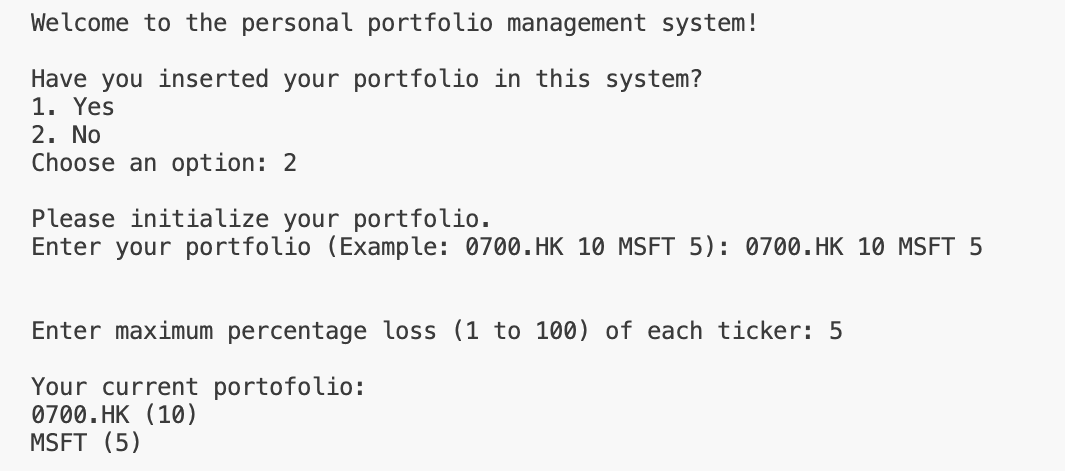 Welcome to the personal portfolio management system!
Have you inserted your portfolio in this system?
1. Yes
2. No
Choose an option: 2
Please initialize your portfolio.
Enter your portfolio (Example: 0700.HK 10 MSFT 5): 0700.HK 10 MSFT 5
Enter maximum percentage loss (1 to 100) of each ticker: 5
Your current portofolio:
0700.HK (10)
MSFT (5)